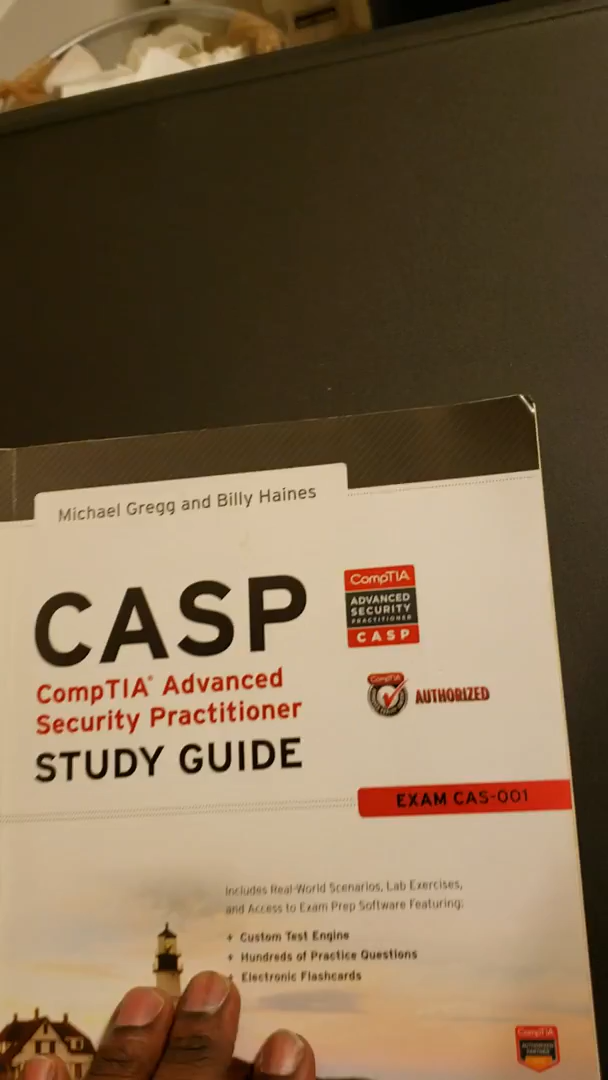 Michael Gregg and Billy Haines
CASP
CompTIA® Advanced
Security Practitioner
STUDY GUIDE
CompTIA
ADVANCED
SECURITY
PRACTITIONER
CASP
CompTIA
AUTHORIZED
EXAM CAS-001
Includes Real-World Scenarios, Lab Exercises,
and Access to Exam Prep Software Featuring:
+ Custom Test Engine
+ Hundreds of Practice Questions
+ Electronic Flashcards
CompTIA